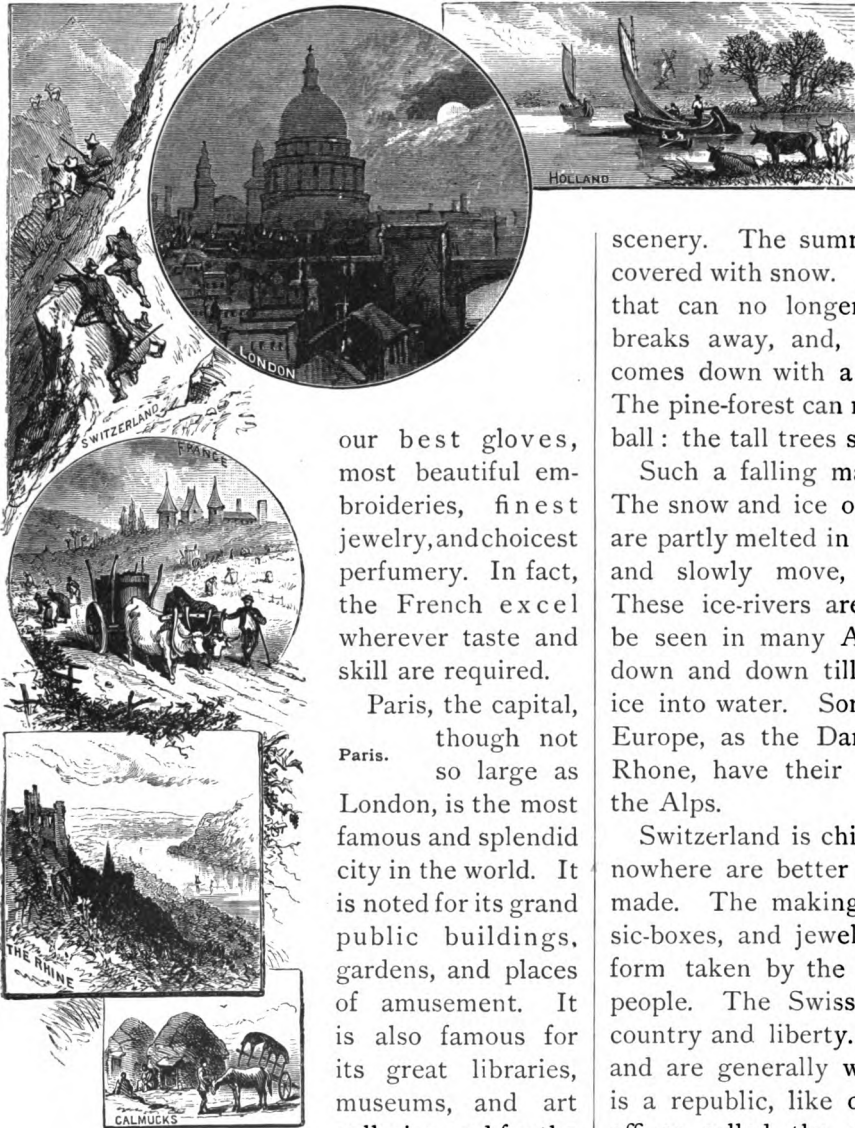 HOLLAND
LONDON
SWITZERLAND
FRANCE
THE RHINE
CALMUCKS
our best gloves,
most beautiful em-
broideries, finest
jewelry, and choicest
perfumery. In fact,
the French excel
wherever taste and
skill are required.
Paris, the capital,
Paris.
though not
so large as
London, is the most
famous and splendid
city in the world. It
is noted for its grand
public buildings,
gardens, and places
of amusement. It
is also famous for
its great libraries,
museums, and art
scenery. The summ
covered with snow.
that can no longer
breaks away, and,
comes down with a
The pine-forest can
ball : the tall trees s
Such a falling ma
The snow and ice o
are partly melted in
and slowly move,
These ice-rivers are
be seen in many A
down and down till
ice into water. Som
Europe, as the Dan
Rhone, have their
the Alps.
Switzerland is chi
nowhere are better
made. The making
sic-boxes, and jewel
form taken by the
people. The Swiss
country and liberty.
and are generally w
is a republic, like o